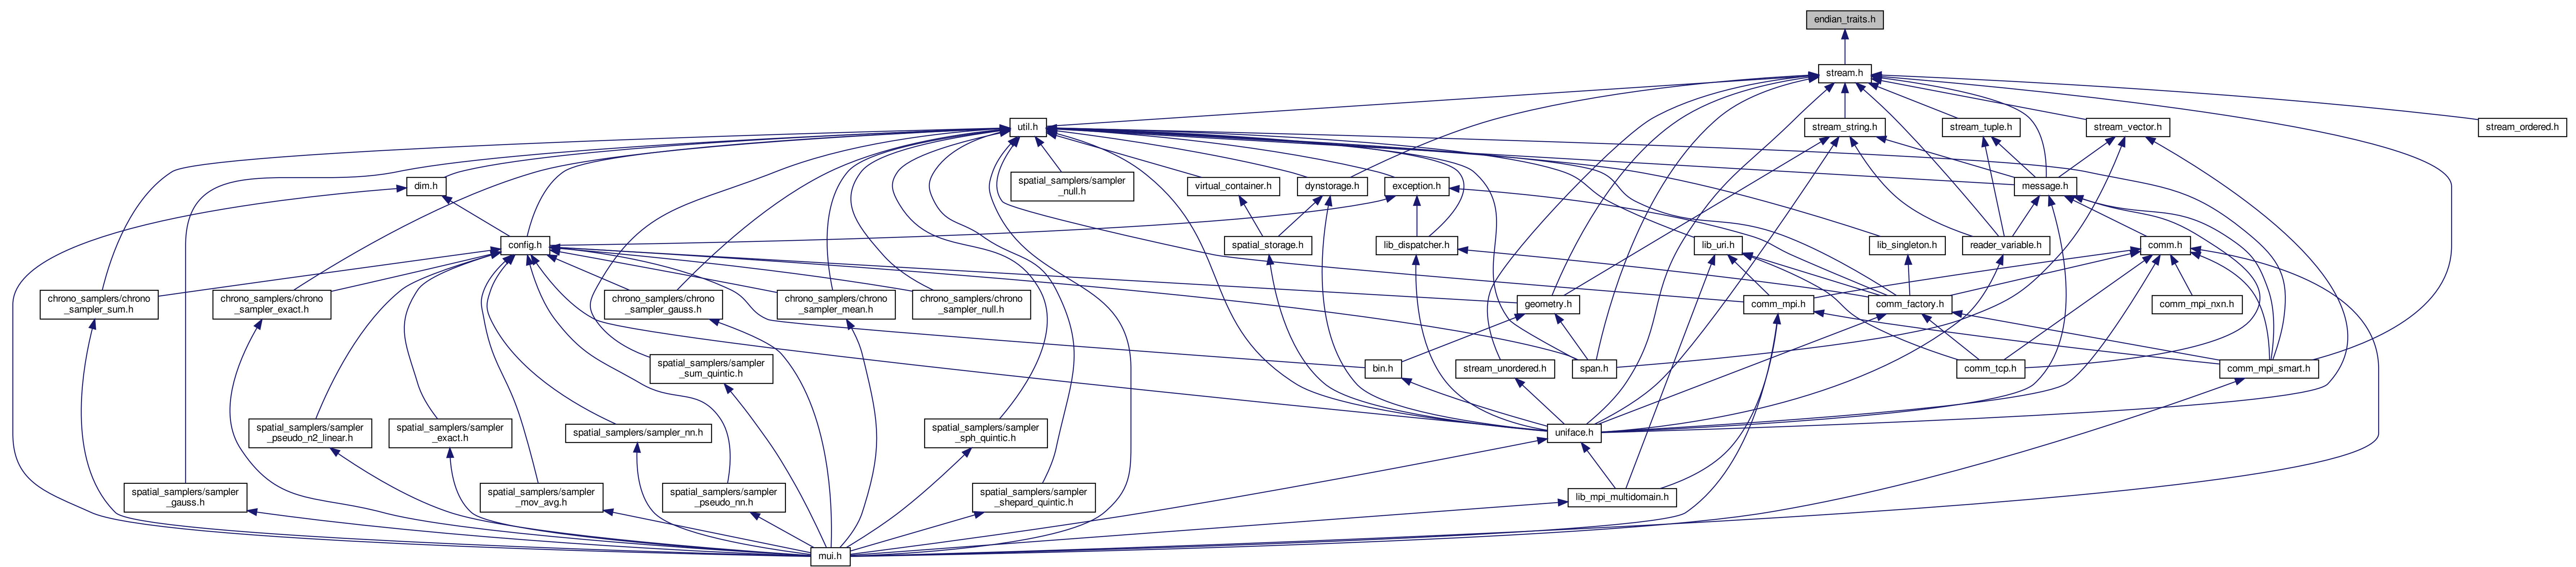 endian_traits.h
stream.h
util.h
stream_string.h
stream_tuple.h
stream_vector.h
stream_ordered.h
dim.h
spatial_samplers/sampler
_null.h
virtual_container.h
dynstorage.h
exception.h
message.h
config.h
spatial_storage.h
lib_dispatcher.h
lib_uri.h
lib_singleton.h
reader_variable.h
comm.h
chrono_samplers/chrono
_sampler_sum.h
chrono_samplers/chrono
_sampler_exact.h
chrono_samplers/chrono
_sampler_gauss.h
chrono_samplers/chrono
_sampler_mean.h
chrono_samplers/chrono
_sampler_null.h
geometry.h
comm_mpi.h
comm_factory.h
comm_mpi_nxn.h
spatial_samplers/sampler
_sum_quintic.h
bin.h
stream_unordered.h
span.h
comm_tcp.h
comm_mpi_smart.h
spatial_samplers/sampler
_pseudo_n2_linear.h
spatial_samplers/sampler
_exact.h
spatial_samplers/sampler_nn.h
spatial_samplers/sampler
_sph_quintic.h
uniface.h
spatial_samplers/sampler
_gauss.h
spatial_samplers/sampler
_mov_avg.h
spatial_samplers/sampler
_pseudo_nn.h
spatial_samplers/sampler
_shepard_quintic.h
lib_mpi_multidomain.h
mui.h